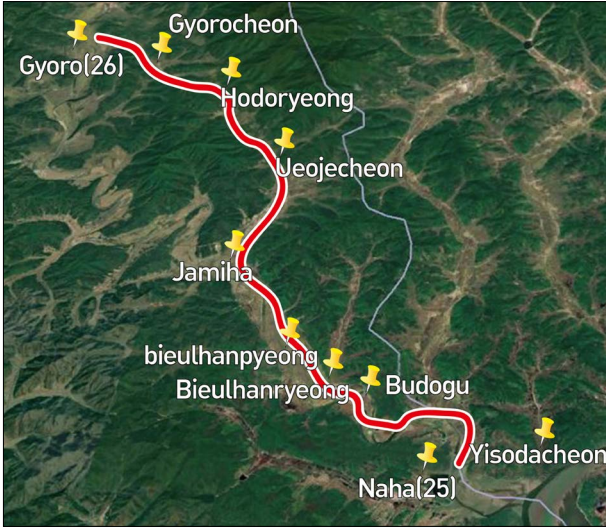 Gyorocheon
Gyoro(26)
Hodoryeong
Ueojecheon
Jamiha
bieulhanpyeong
Bieulhanryeong
Budogu
Yisodacheon
Naha(25)